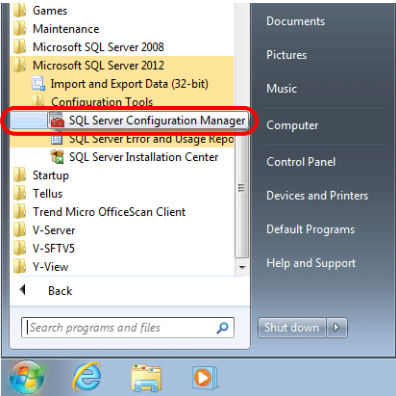 Games
Maintenance
Microsoft SQL Server 2008
Microsoft SQL Server 2012
Import and Export Data (32-bit)
Configuration Tools
SQL Server Configuration Manager
SQL Server Error and Usage Repo
SQL Server Installation Center
Startup
Tellus
Trend Micro OfficeScan Client
V-Server
V-SFTV5
Y-View
Back
Search programs and files
Documents
Pictures
Music
Computer
Control Panel
Devices and Printers
Default Programs
Help and Support
Shut down